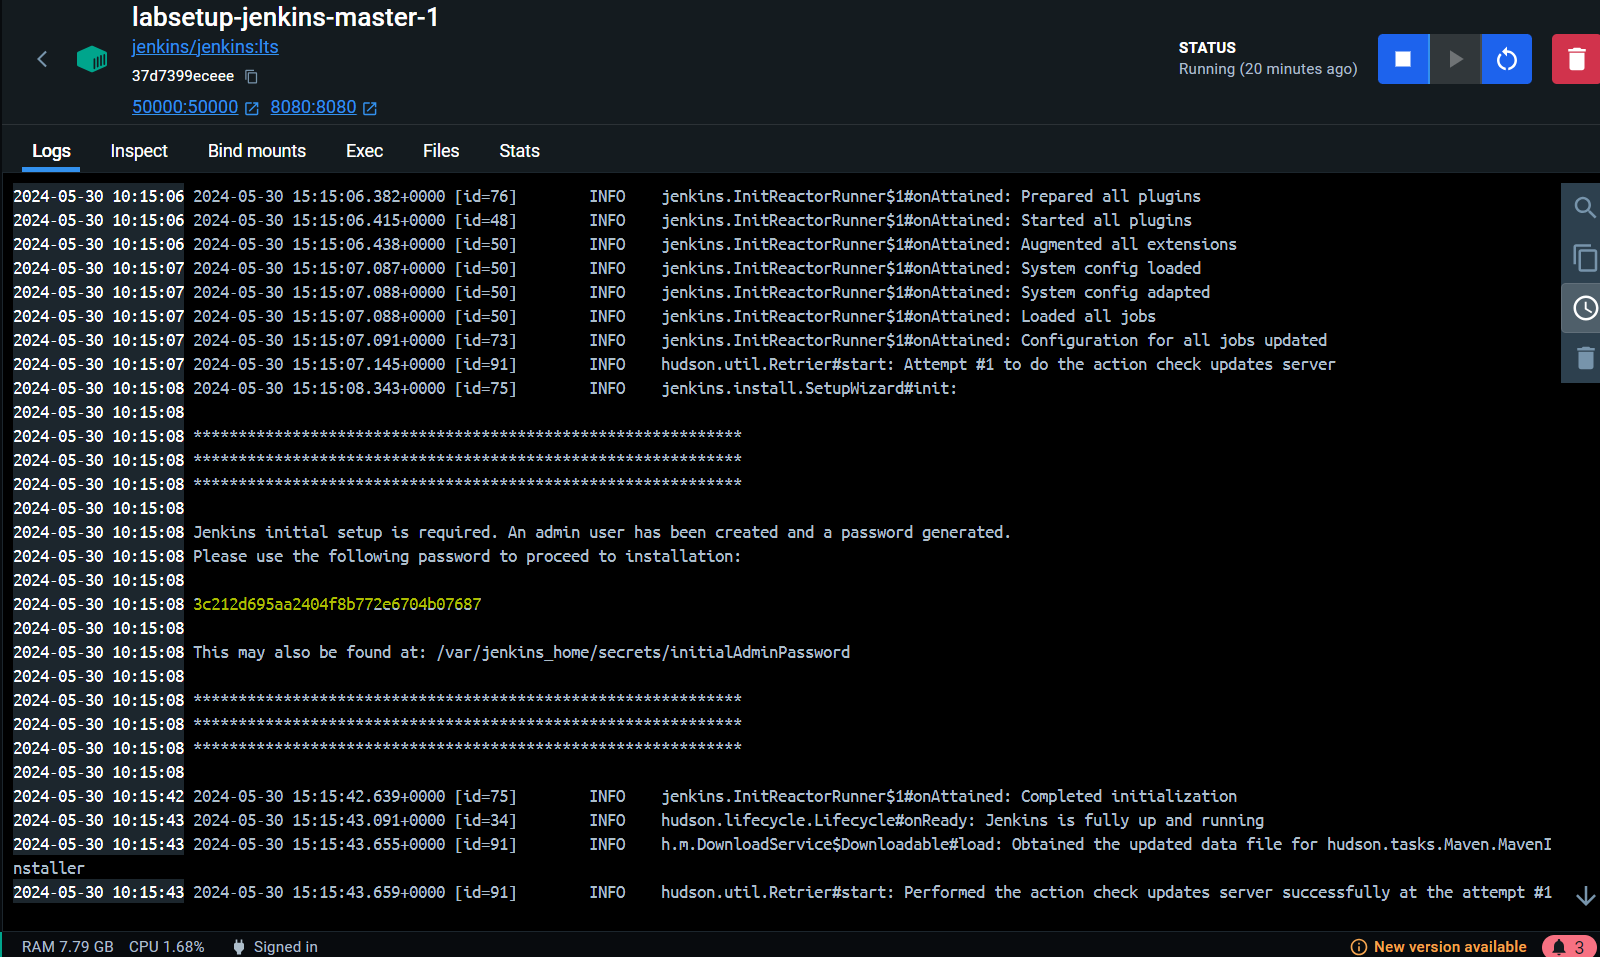 labsetup-jenkins-master-1
jenkins/jenkins:lts
37d7399eceee
50000:50000 8080:8080
STATUS
Running (20 minutes ago)
Logs Inspect Bind mounts Exec Files Stats
2024-05-30 10:15:06 2024-05-30 15:15:06.382+0000 [id=76] INFO jenkins.InitReactorRunner$1#onAttained: Prepared all plugins
2024-05-30 10:15:06 2024-05-30 15:15:06.415+0000 [id=48] INFO jenkins.InitReactorRunner$1#onAttained: Started all plugins
2024-05-30 10:15:06 2024-05-30 15:15:06.438+0000 [id=50] INFO jenkins.InitReactorRunner$1#onAttained: Augmented all extensions
2024-05-30 10:15:07 2024-05-30 15:15:07.087+0000 [id=50] INFO jenkins.InitReactorRunner$1#onAttained: System config loaded
2024-05-30 10:15:07 2024-05-30 15:15:07.088+0000 [id=50] INFO jenkins.InitReactorRunner$1#onAttained: System config adapted
2024-05-30 10:15:07 2024-05-30 15:15:07.088+0000 [id=50] INFO jenkins.InitReactorRunner$1#onAttained: Loaded all jobs
2024-05-30 10:15:07 2024-05-30 15:15:07.091+0000 [id=73] INFO jenkins.InitReactorRunner$1#onAttained: Configuration for all jobs updated
2024-05-30 10:15:07 2024-05-30 15:15:07.145+0000 [id=91] INFO hudson.util.Retrier#start: Attempt #1 to do the action check updates server
2024-05-30 10:15:08 2024-05-30 15:15:08.343+0000 [id=75] INFO jenkins.install.SetupWizard#init:
2024-05-30 10:15:08
2024-05-30 10:15:08 *************************************************************
2024-05-30 10:15:08 *************************************************************
2024-05-30 10:15:08 *************************************************************
2024-05-30 10:15:08
2024-05-30 10:15:08 Jenkins initial setup is required. An admin user has been created and a password generated.
2024-05-30 10:15:08 Please use the following password to proceed to installation:
2024-05-30 10:15:08
2024-05-30 10:15:08 3c212d695aa2404f8b772e6704b07687
2024-05-30 10:15:08
2024-05-30 10:15:08 This may also be found at: /var/jenkins_home/secrets/initialAdminPassword
2024-05-30 10:15:08
2024-05-30 10:15:08 *************************************************************
2024-05-30 10:15:08 *************************************************************
2024-05-30 10:15:08 *************************************************************
2024-05-30 10:15:08
2024-05-30 10:15:42 2024-05-30 15:15:42.639+0000 [id=75] INFO jenkins.InitReactorRunner$1#onAttained: Completed initialization
2024-05-30 10:15:43 2024-05-30 15:15:43.091+0000 [id=34] INFO hudson.lifecycle.Lifecycle#onReady: Jenkins is fully up and running
2024-05-30 10:15:43 2024-05-30 15:15:43.655+0000 [id=91] INFO h.m.DownloadService$Downloadable#load: Obtained the updated data file for hudson.tasks.Maven.MavenI
nstaller
2024-05-30 10:15:43 2024-05-30 15:15:43.659+0000 [id=91] INFO hudson.util.Retrier#start: Performed the action check updates server successfully at the attempt #1
RAM 7.79 GB CPU 1.68% Signed in New version available 3